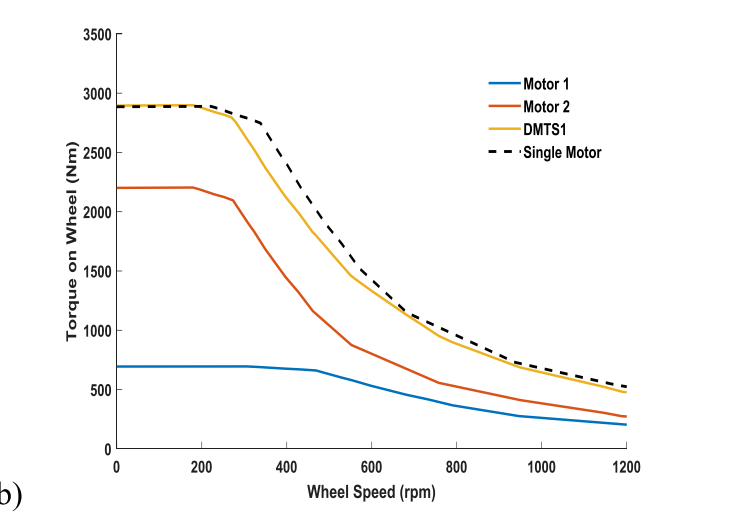 3500
3000
2500
2000
1500
1000
500
0
Torque on Wheel (Nm)
Motor 1
Motor 2
DMTS1
Single Motor
0 200 400 600 800 1000 1200
Wheel Speed (rpm)
b)